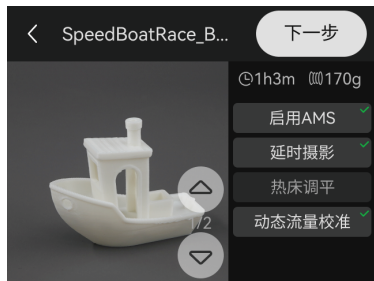 SpeedBoatRace_B...
下一步
1h3m 170g
启用AMS
延时摄影
热床调平
动态流量校准
1/2